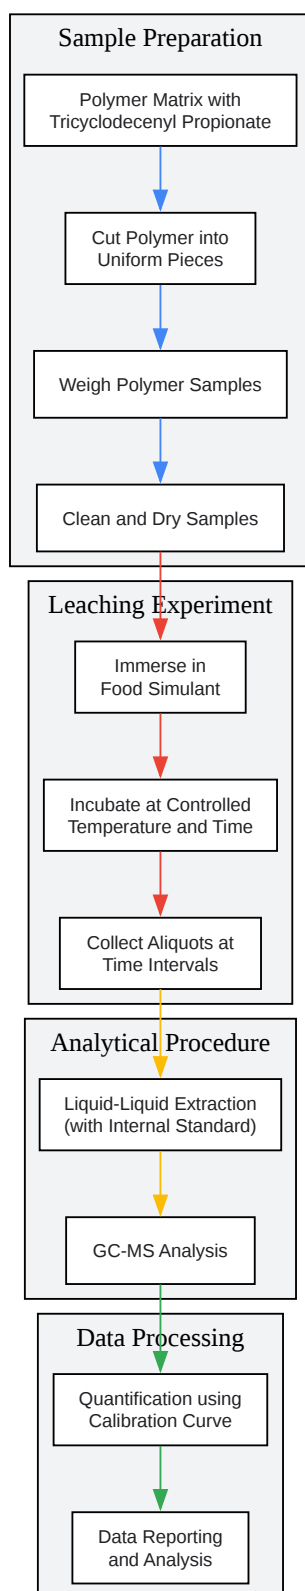 Sample Preparation
Polymer Matrix with
Tricyclodecenyl Propionate
Cut Polymer into
Uniform Pieces
Weigh Polymer Samples
Clean and Dry Samples
Leaching Experiment
Immerse in
Food Simulant
Incubate at Controlled
Temperature and Time
Collect Aliquots at
Time Intervals
Analytical Procedure
Liquid-Liquid Extraction
(with Internal Standard)
GC-MS Analysis
Data Processing
Quantification using
Calibration Curve
Data Reporting
and Analysis